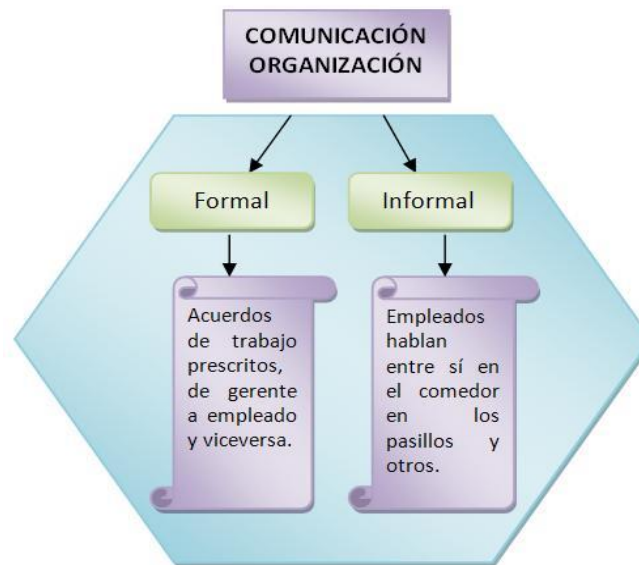 COMUNICACIÓN
ORGANIZACIÓN
Formal
Informal
Acuerdos
de trabajo
prescritos,
de gerente
a empleado
y viceversa.
Empleados
hablan
entre sí en
el comedor
en los
pasillos y
otros.